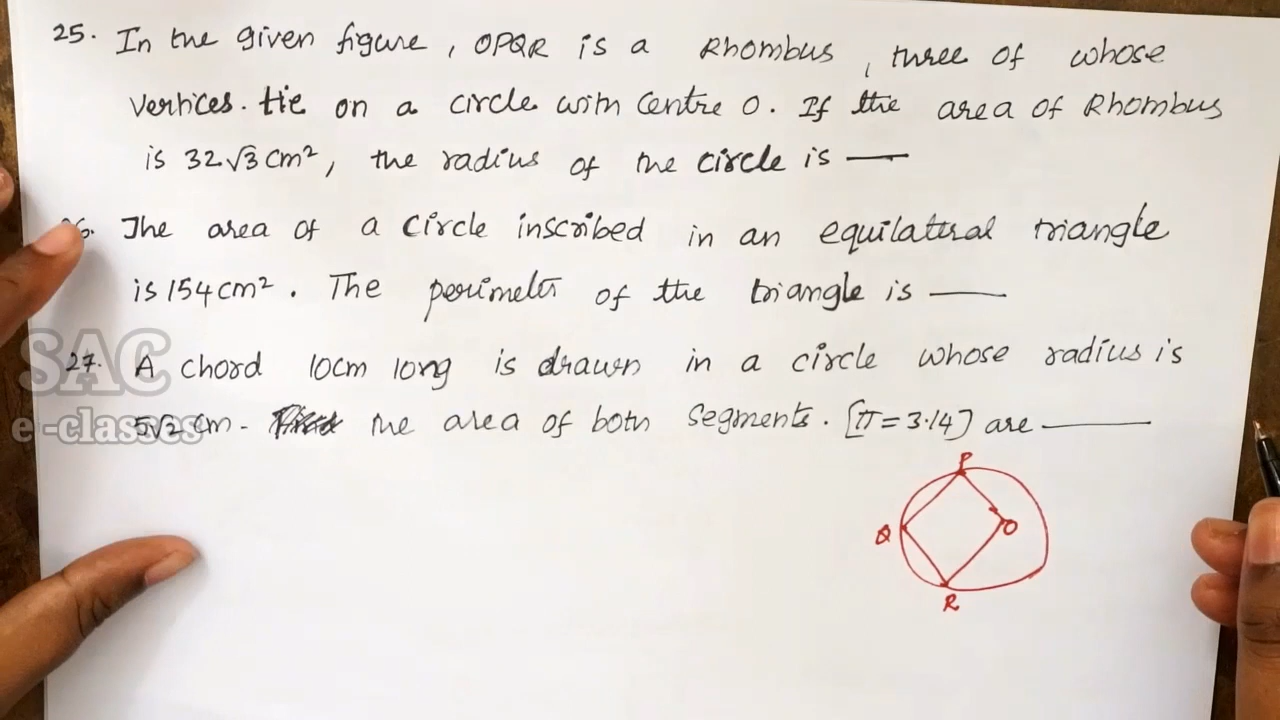 25. In the given figure, OPQR is a Rhombus, three of whose
vertices. lie on a circle with Centre O. If the area of Rhombus
is 32√3 cm², the radius of the circle is —
6. The area of a circle inscribed in an equilateral triangle
is 154 cm². The perimeter of the triangle is —
SAC
27. A chord 10cm long is drawn in a circle whose radius is
e-classes
5√2 cm. The area of both segments. [π = 3.14] are —
P
Q
O
R